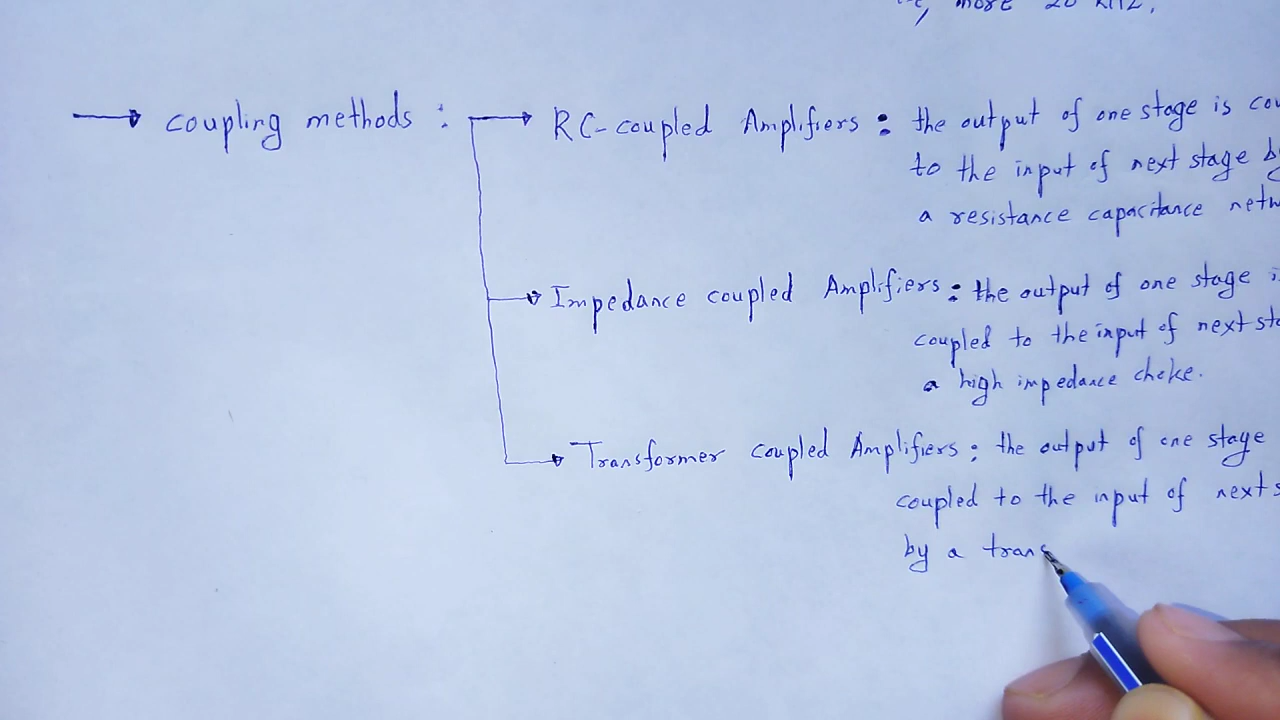 more 20 kHz,
coupling methods : RC-coupled Amplifiers : the output of one stage is
to the input of next stage
a resistance capacitance
Impedance coupled Amplifiers : the output of one stage
coupled to the input of next
a high impedance choke.
Transformer coupled Amplifiers : the output of one stage
coupled to the input of next
by a trans